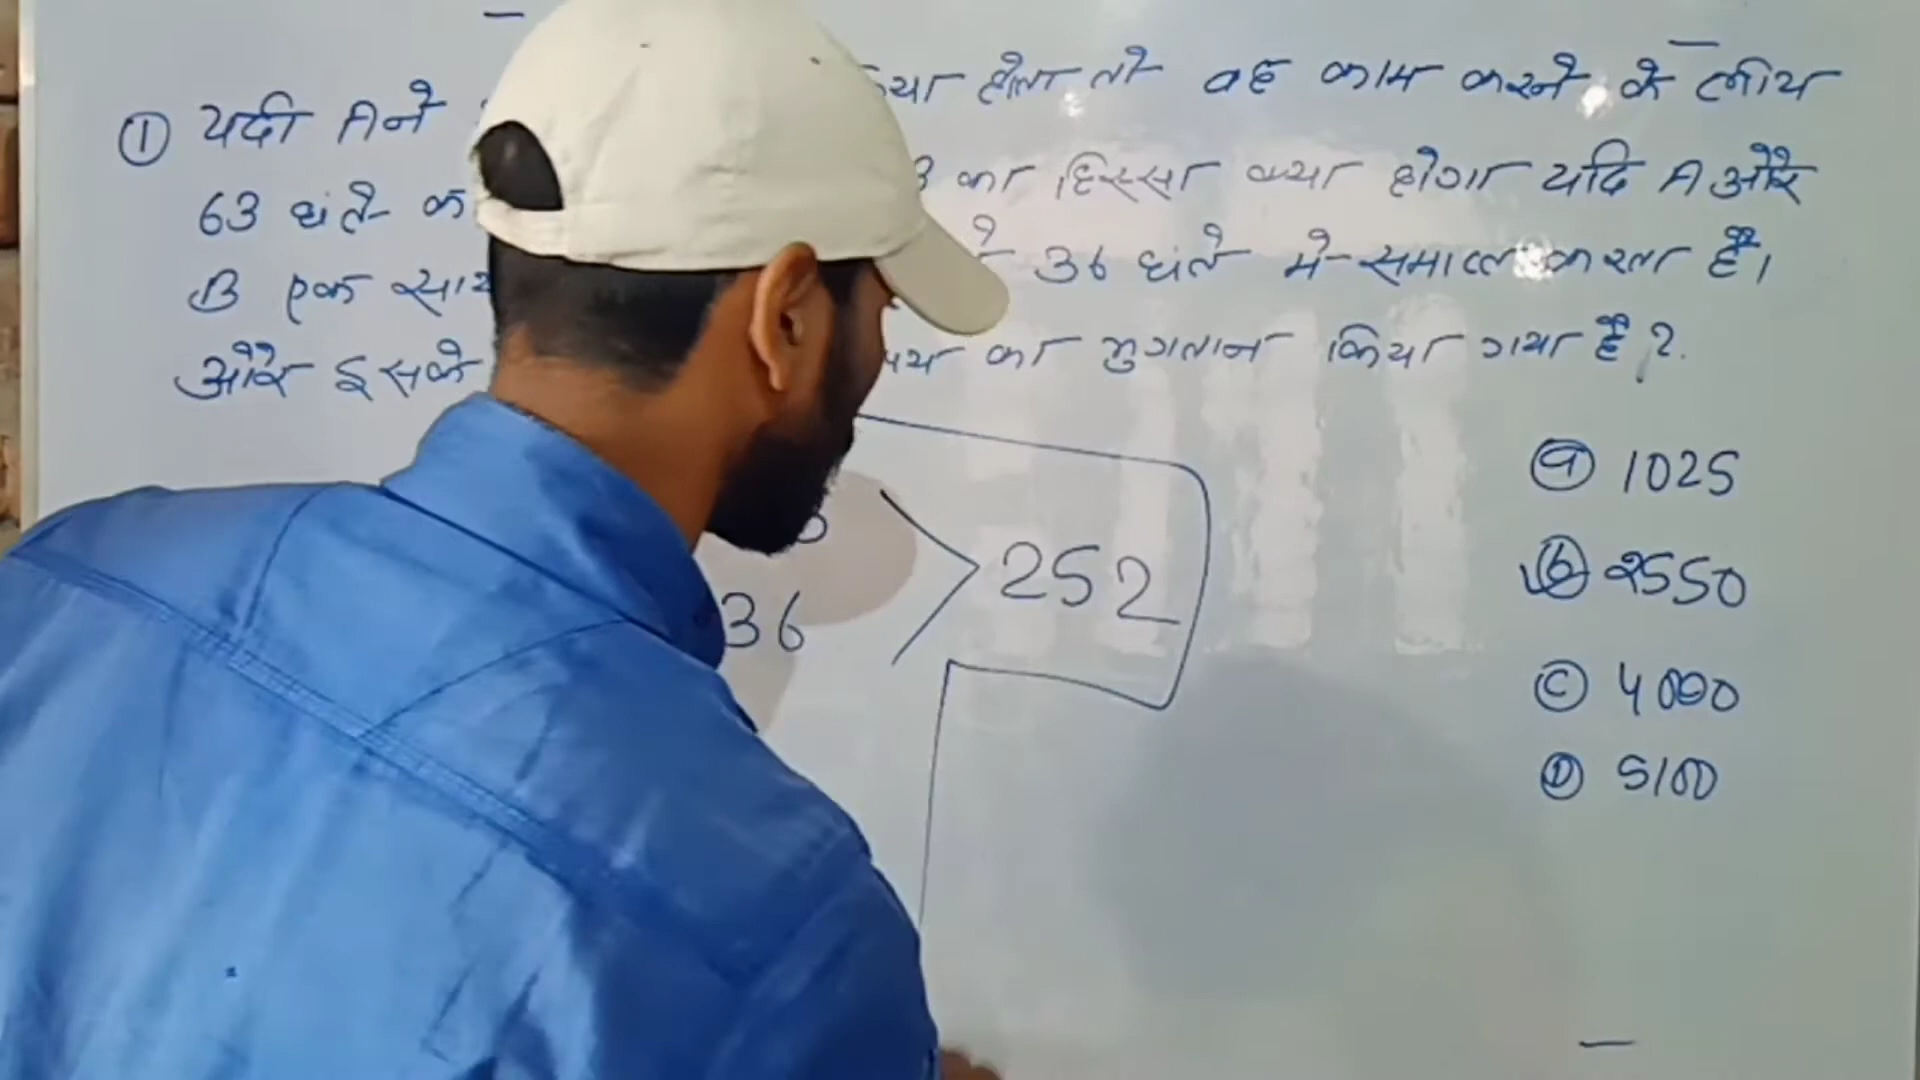 ① यदी A ने या होता तो वह काम करने के लीय
63 घंते क B का हिस्सा क्या होगा यदि A और
B एक साथ 36 घंते मे समाप्त करता हैं।
और इसके का भुगतान किया गया हैं ?
252
36
ⓐ 1025
ⓑ 2550
ⓒ 4000
Ⓓ 5100